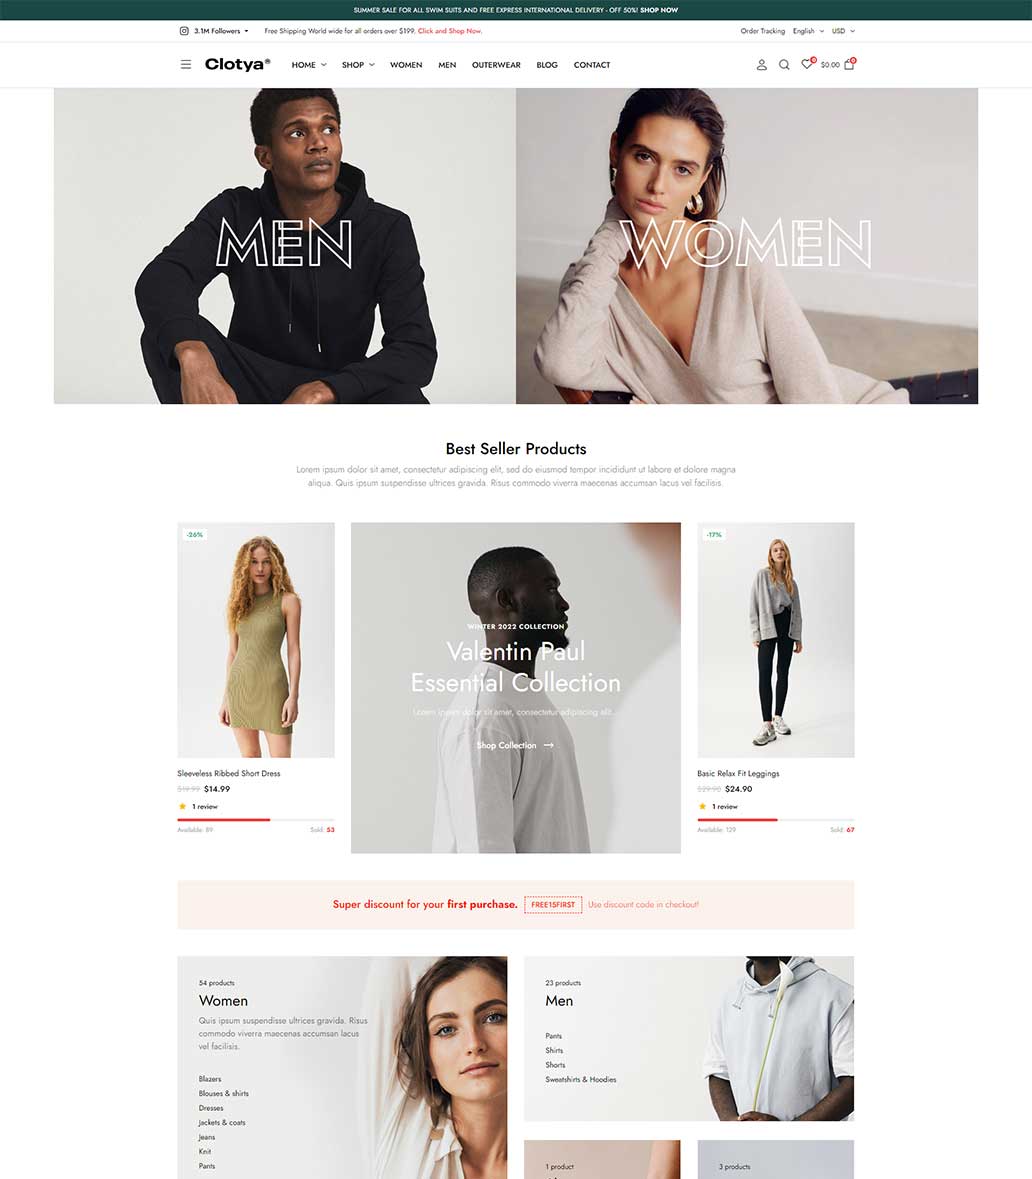 SUMMER SALE FOR ALL SWIM SUITS AND FREE EXPRESS INTERNATIONAL DELIVERY - OFF 50%! SHOP NOW
3.1M Followers Free Shipping World wide for all orders over $199. Click and Shop Now. Order Tracking English USD
Clotya® HOME SHOP WOMEN MEN OUTERWEAR BLOG CONTACT 0 $0.00 0
MEN WOMEN
Best Seller Products
Lorem ipsum dolor sit amet, consectetur adipiscing elit, sed do eiusmod tempor incididunt ut labore et dolore magna
aliqua. Quis ipsum suspendisse ultrices gravida. Risus commodo viverra maecenas accumsan lacus vel facilisis.
-26%
Sleeveless Ribbed Short Dress
$19.99 $14.99
1 review
Available: 89 Sold: 53
WINTER 2022 COLLECTION
Valentin Paul
Essential Collection
Lorem ipsum dolor sit amet, consectetur adipiscing elit...
Shop Collection
-17%
Basic Relax Fit Leggings
$29.90 $24.90
1 review
Available: 129 Sold: 67
Super discount for your first purchase. FREE15FIRST Use discount code in checkout!
54 products
Women
Quis ipsum suspendisse ultrices gravida. Risus
commodo viverra maecenas accumsan lacus
vel facilisis.
Blazers
Blouses & shirts
Dresses
Jackets & coats
Jeans
Knit
Pants
23 products
Men
Pants
Shirts
Shorts
Sweatshirts & Hoodies
1 product
3 products